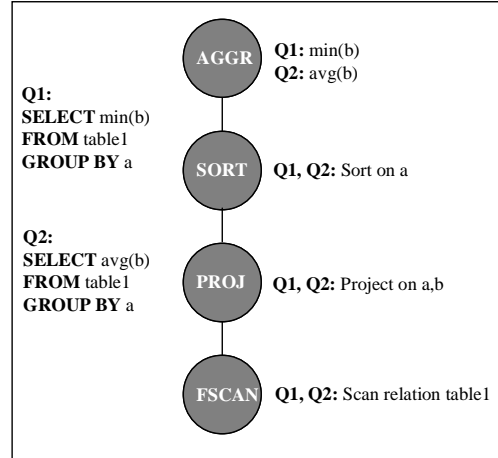 AGGR
Q1: min(b)
Q2: avg(b)
Q1:
SELECT min(b)
FROM table1
GROUP BY a
SORT
Q1, Q2: Sort on a
Q2:
SELECT avg(b)
FROM table1
GROUP BY a
PROJ
Q1, Q2: Project on a,b
FSCAN
Q1, Q2: Scan relation table1